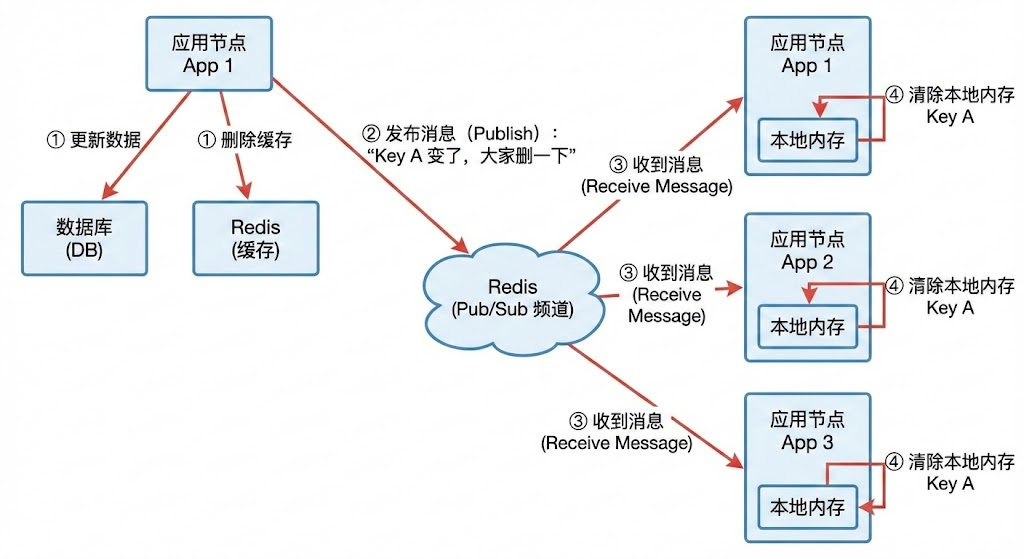 应用节点
App 1
① 更新数据
① 删除缓存
② 发布消息（Publish）：
“Key A 变了，大家删一下”
数据库
(DB)
Redis
(缓存)
Redis
(Pub/Sub 频道)
③ 收到消息
(Receive Message)
③ 收到消息
(Receive
Message)
③ 收到消息
(Receive Message)
应用节点
App 1
本地内存
④ 清除本地内存
Key A
应用节点
App 2
本地内存
④ 清除本地内存
Key A
应用节点
App 3
本地内存
④ 清除本地内存
Key A